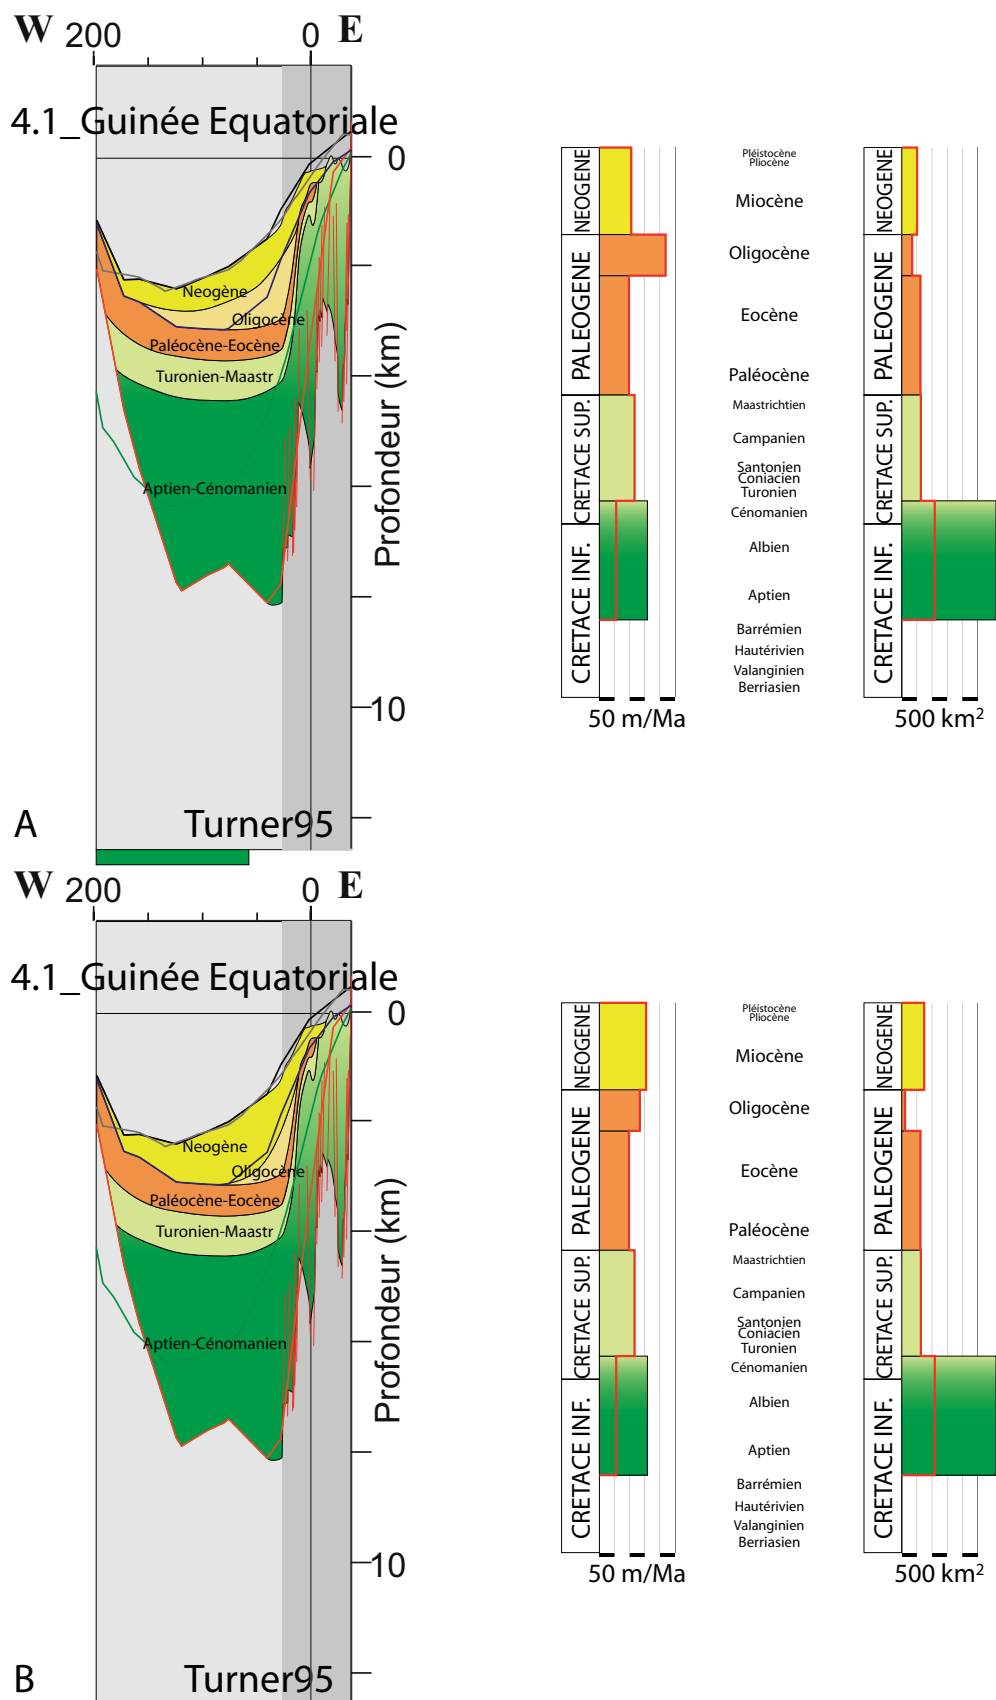 W 200 0 E
4.1_Guinée Equatoriale
0
Neogène
Oligocène
Paléocène-Eocène
Turonien-Maastr
Aptien-Cénomanien
Profondeur (km)
10
A Turner95
NEOGENE
PALEOGENE
CRETACE SUP.
CRETACE INF.
50 m/Ma
Pléistocène
Pliocène
Miocène
Oligocène
Eocène
Paléocène
Maastrichtien
Campanien
Santonien
Coniacien
Turonien
Cénomanien
Albien
Aptien
Barrémien
Hautérivien
Valanginien
Berriasien
NEOGENE
PALEOGENE
CRETACE SUP.
CRETACE INF.
500 km²
W 200 0 E
4.1_Guinée Equatoriale
0
Neogène
Oligocène
Paléocène-Eocène
Turonien-Maastr
Aptien-Cénomanien
Profondeur (km)
10
B Turner95
NEOGENE
PALEOGENE
CRETACE SUP.
CRETACE INF.
50 m/Ma
Pléistocène
Pliocène
Miocène
Oligocène
Eocène
Paléocène
Maastrichtien
Campanien
Santonien
Coniacien
Turonien
Cénomanien
Albien
Aptien
Barrémien
Hautérivien
Valanginien
Berriasien
NEOGENE
PALEOGENE
CRETACE SUP.
CRETACE INF.
500 km²